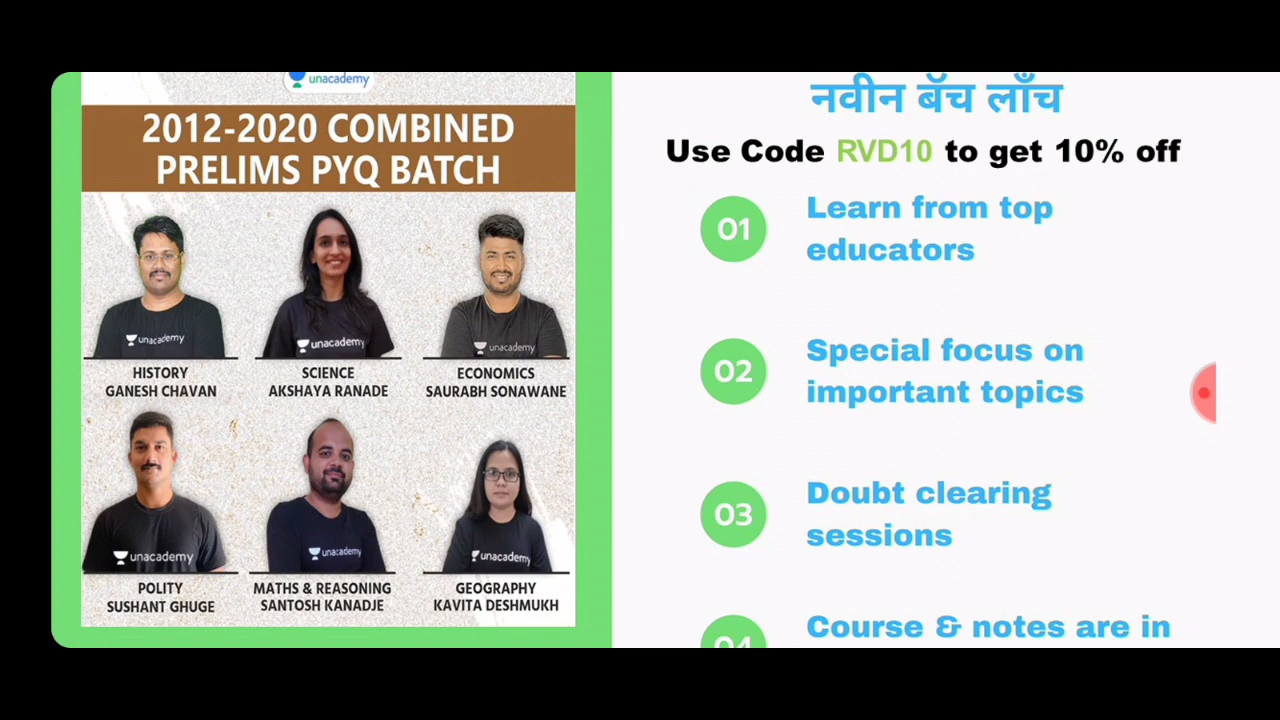 unacademy
2012-2020 COMBINED
PRELIMS PYQ BATCH
unacademy
unacademy
unacademy
HISTORY
GANESH CHAVAN
SCIENCE
AKSHAYA RANADE
ECONOMICS
SAURABH SONAWANE
unacademy
unacademy
unacademy
POLITY
SUSHANT GHUGE
MATHS & REASONING
SANTOSH KANADJE
GEOGRAPHY
KAVITA DESHMUKH
नवीन बॅच लाँच
Use Code RVD10 to get 10% off
01
Learn from top
educators
02
Special focus on
important topics
03
Doubt clearing
sessions
04
Course & notes are in